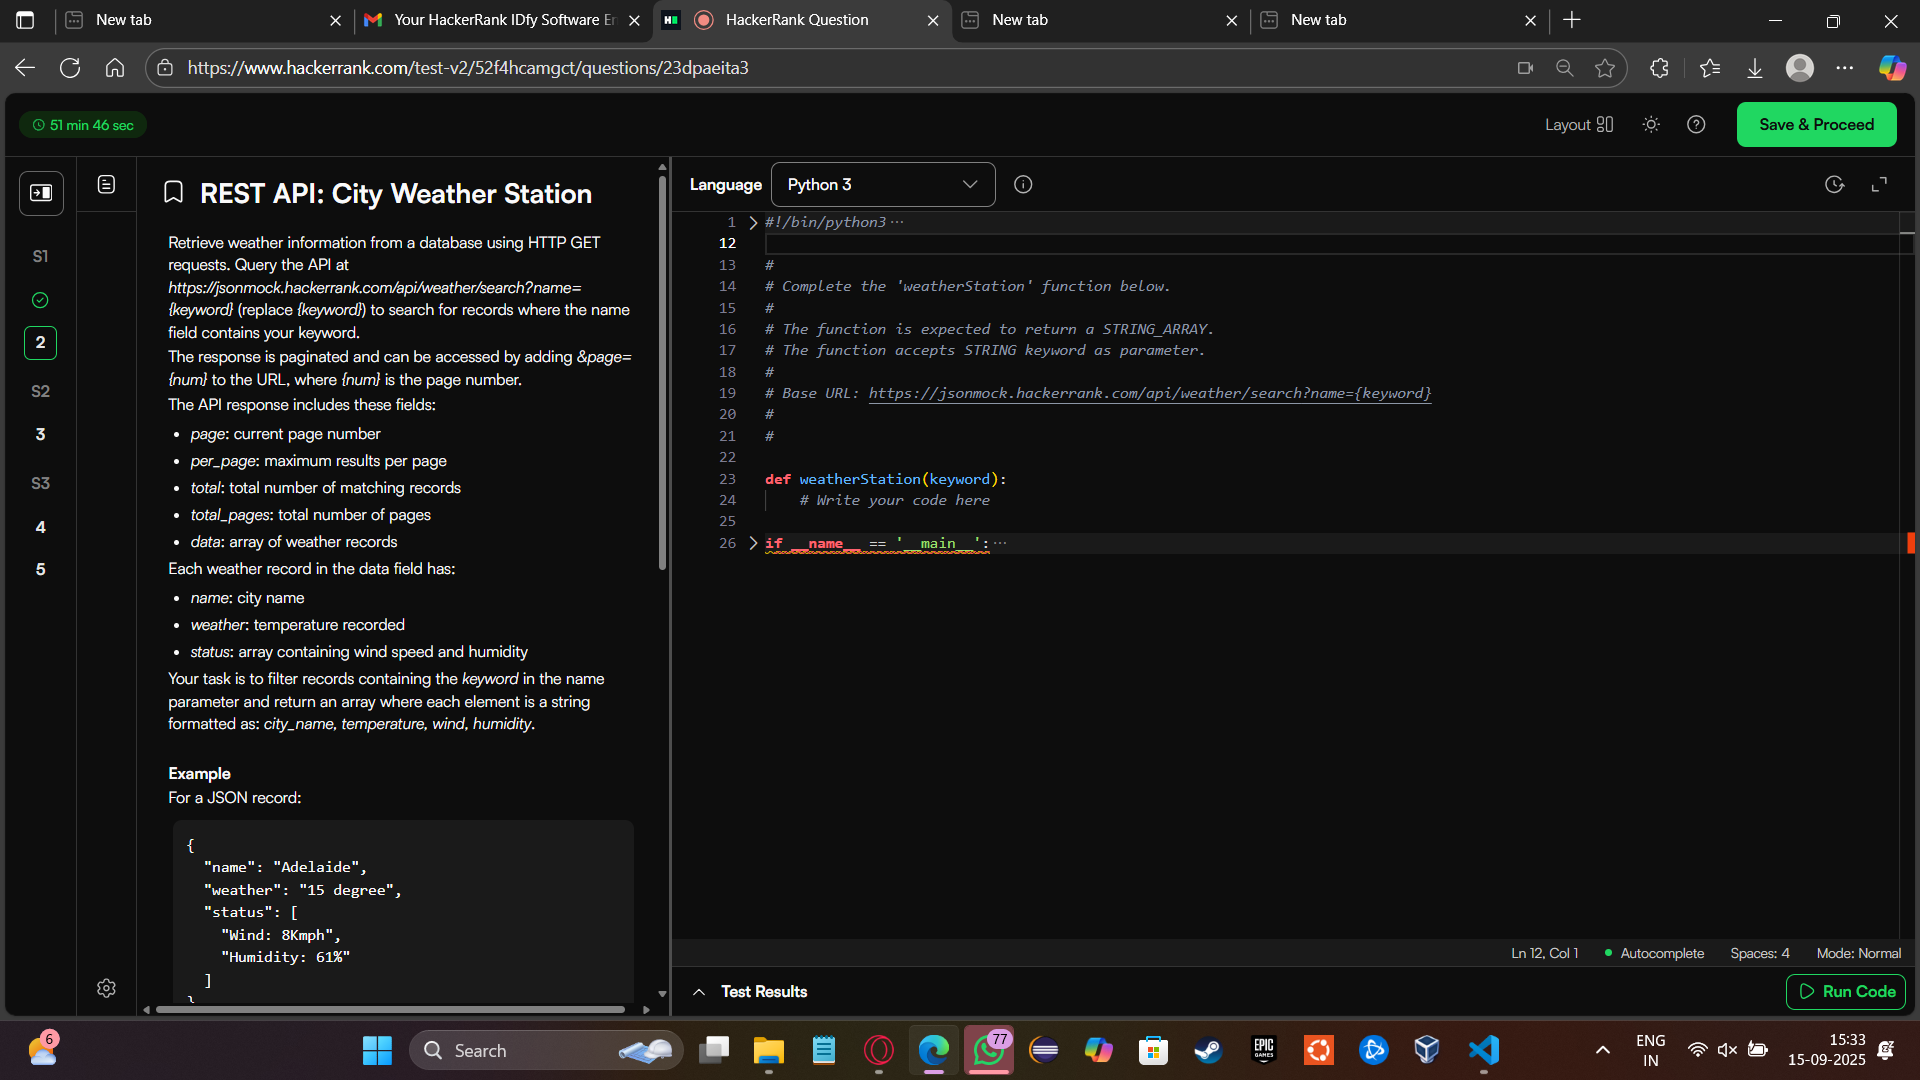 New tab
Your HackerRank IDfy Software En
HackerRank Question
New tab
New tab
https://www.hackerrank.com/test-v2/52f4hcamgct/questions/23dpaeita3
51 min 46 sec
Layout
Save & Proceed
S1
2
S2
3
S3
4
5
REST API: City Weather Station
Retrieve weather information from a database using HTTP GET
requests. Query the API at
https://jsonmock.hackerrank.com/api/weather/search?name=
{keyword} (replace {keyword}) to search for records where the name
field contains your keyword.
The response is paginated and can be accessed by adding &page=
{num} to the URL, where {num} is the page number.
The API response includes these fields:
• page: current page number
• per_page: maximum results per page
• total: total number of matching records
• total_pages: total number of pages
• data: array of weather records
Each weather record in the data field has:
• name: city name
• weather: temperature recorded
• status: array containing wind speed and humidity
Your task is to filter records containing the keyword in the name
parameter and return an array where each element is a string
formatted as: city_name, temperature, wind, humidity.
Example
For a JSON record:
{
"name": "Adelaide",
"weather": "15 degree",
"status": [
"Wind: 8Kmph",
"Humidity: 61%"
]
}
Language
Python 3
1 #!/bin/python3 ···
12
13 #
14 # Complete the 'weatherStation' function below.
15 #
16 # The function is expected to return a STRING_ARRAY.
17 # The function accepts STRING keyword as parameter.
18 #
19 # Base URL: https://jsonmock.hackerrank.com/api/weather/search?name={keyword}
20 #
21 #
22
23 def weatherStation(keyword):
24 # Write your code here
25
26 if __name__ == '__main__': ···
Ln 12, Col 1
Autocomplete
Spaces: 4
Mode: Normal
Test Results
Run Code
6
Search
77
EPIC
GAMES
ENG
IN
15:33
15-09-2025